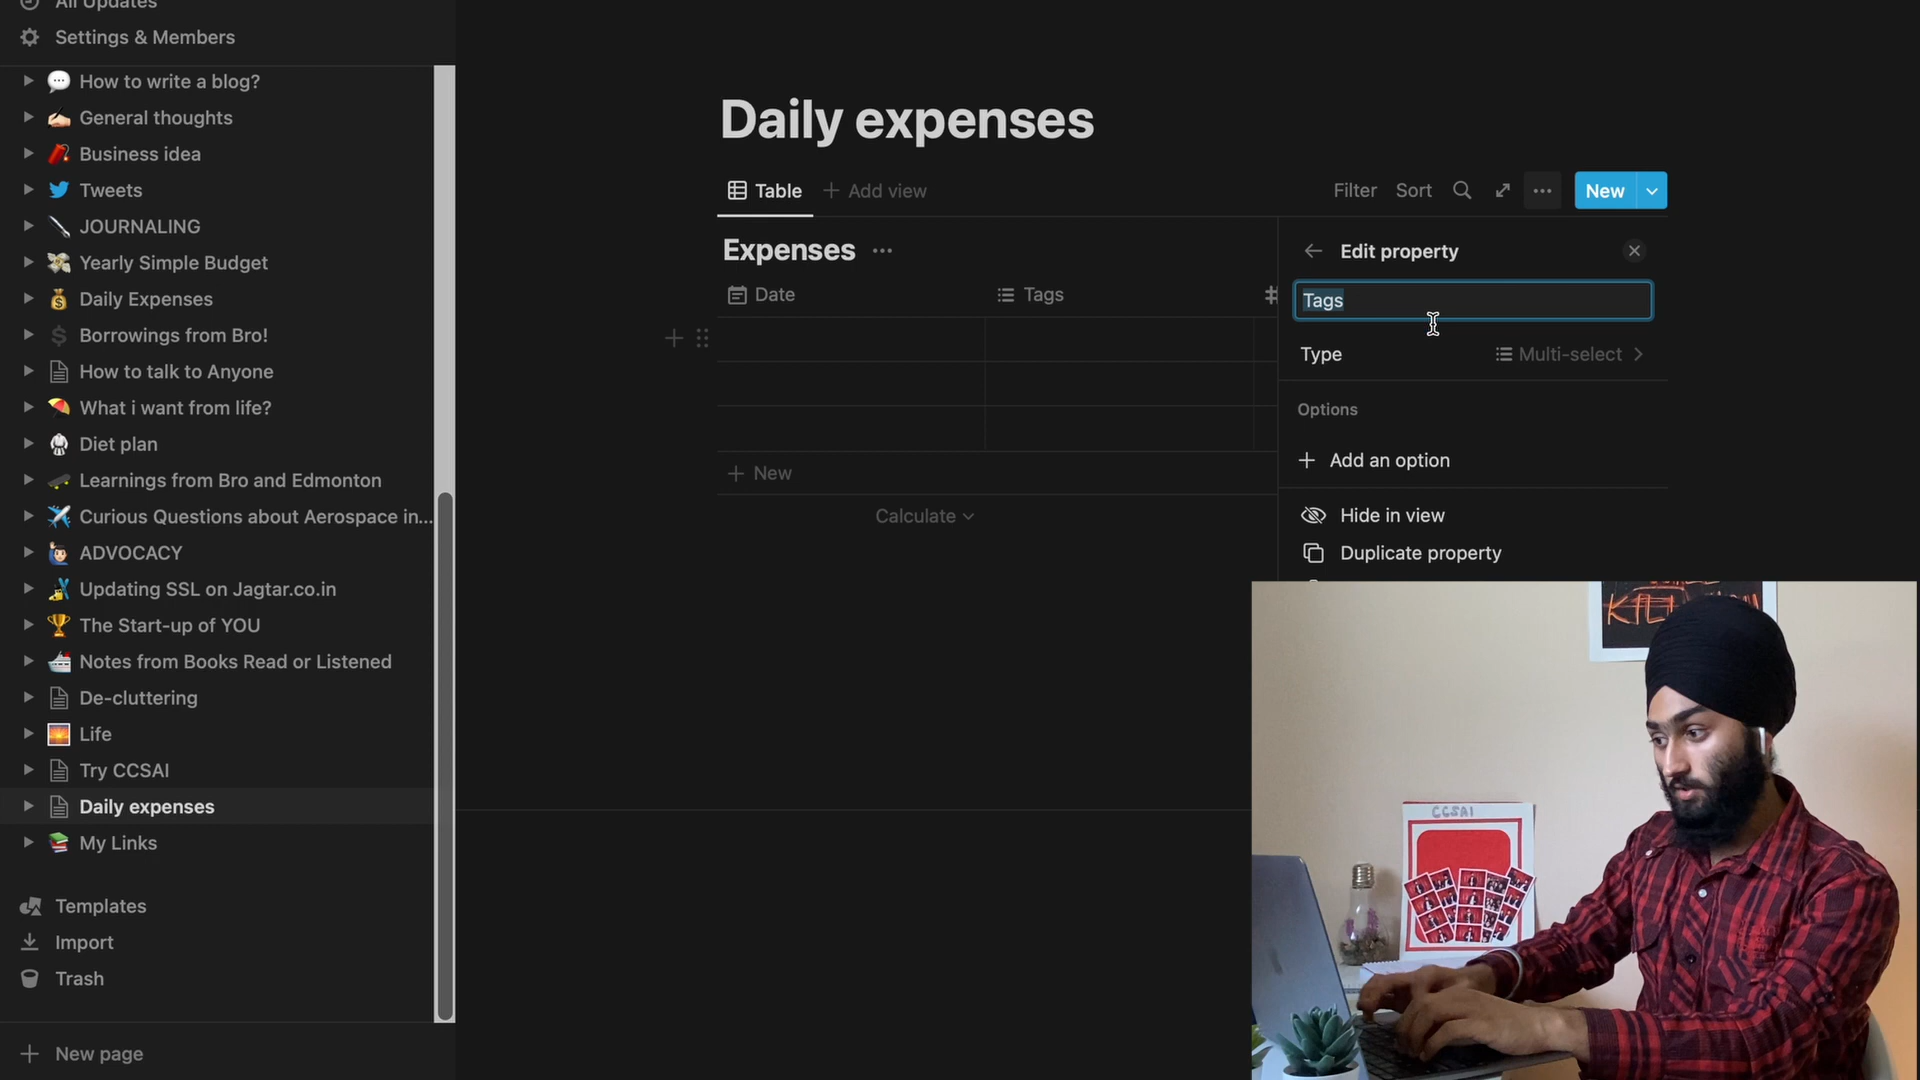 All Updates
Settings & Members
How to write a blog?
General thoughts
Business idea
Tweets
JOURNALING
Yearly Simple Budget
Daily Expenses
Borrowings from Bro!
How to talk to Anyone
What i want from life?
Diet plan
Learnings from Bro and Edmonton
Curious Questions about Aerospace in...
ADVOCACY
Updating SSL on Jagtar.co.in
The Start-up of YOU
Notes from Books Read or Listened
De-cluttering
Life
Try CCSAI
Daily expenses
My Links
Templates
Import
Trash
New page
Daily expenses
Table
Add view
Filter
Sort
New
Expenses
Date
Tags
New
Calculate
Edit property
Tags
Type
Multi-select
Options
Add an option
Hide in view
Duplicate property
CCSAI